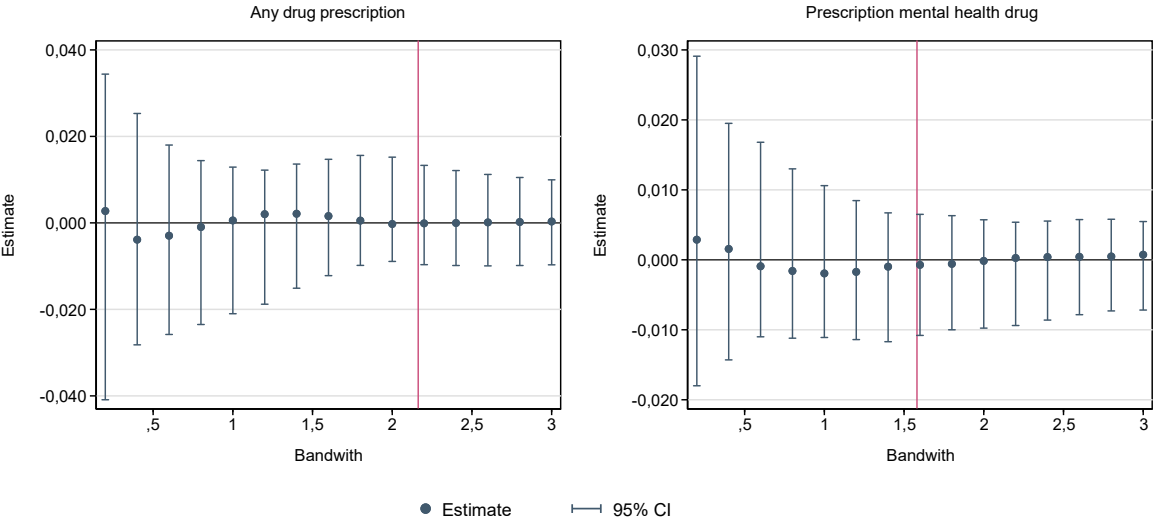 Any drug prescription
0,040
0,020
0,000
-0,020
-0,040
Estimate
,5 1 1,5 2 2,5 3
Bandwith
Prescription mental health drug
0,030
0,020
0,010
0,000
-0,010
-0,020
Estimate
,5 1 1,5 2 2,5 3
Bandwith
Estimate 95% CI